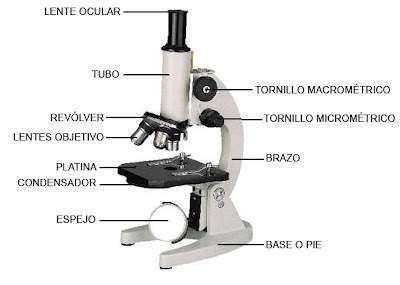 LENTE OCULAR
TUBO
REVÓLVER
LENTES OBJETIVO
PLATINA
CONDENSADOR
ESPEJO
TORNILLO MACROMÉTRICO
TORNILLO MICROMÉTRICO
BRAZO
BASE O PIE
C